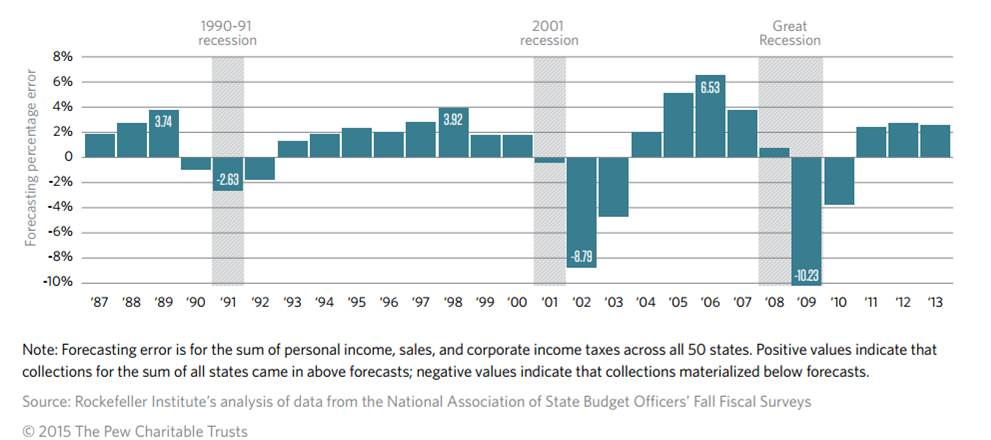 1990-91
recession
2001
recession
Great
Recession
Forecasting percentage error
8%
6%
4%
2%
0
-2%
-4%
-6%
-8%
-10%
3.74
-2.63
3.92
-8.79
6.53
-10.23
'87 '88 '89 '90 '91 '92 '93 '94 '95 '96 '97 '98 '99 '00 '01 '02 '03 '04 '05 '06 '07 '08 '09 '10 '11 '12 '13
Note: Forecasting error is for the sum of personal income, sales, and corporate income taxes across all 50 states. Positive values indicate that
collections for the sum of all states came in above forecasts; negative values indicate that collections materialized below forecasts.
Source: Rockefeller Institute's analysis of data from the National Association of State Budget Officers' Fall Fiscal Surveys
© 2015 The Pew Charitable Trusts